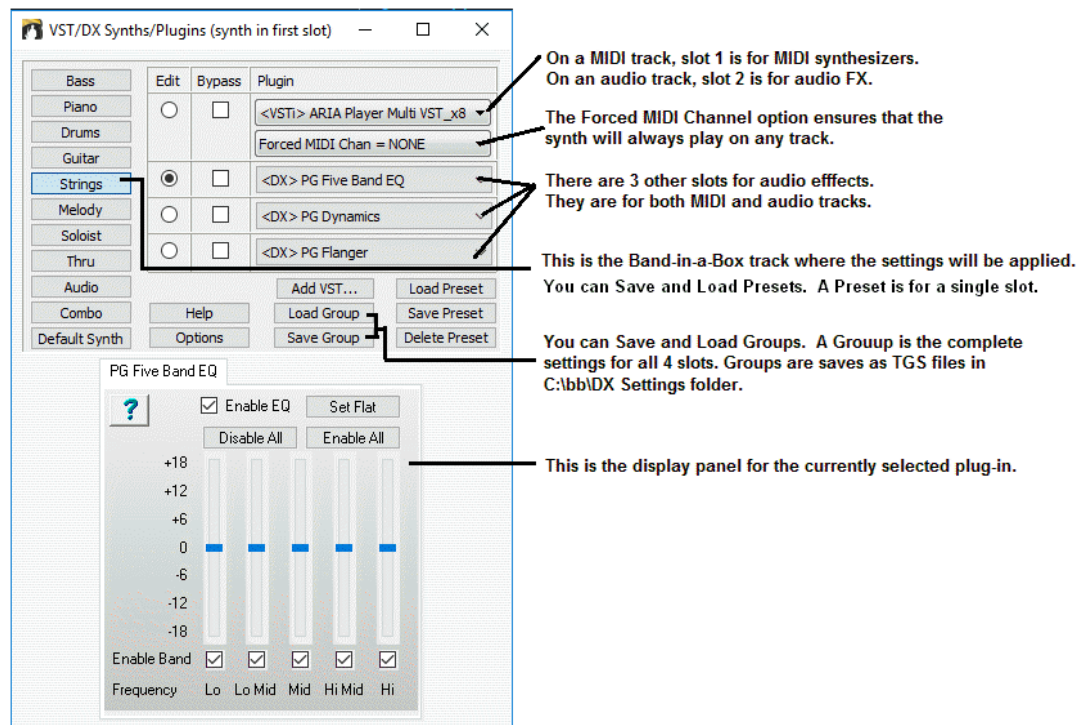 VST/DX Synths/Plugins (synth in first slot)
Bass
Piano
Drums
Guitar
Strings
Melody
Soloist
Thru
Audio
Combo
Default Synth
Edit Bypass Plugin
<VSTi> ARIA Player Multi VST_x8
Forced MIDI Chan = NONE
<DX> PG Five Band EQ
<DX> PG Dynamics
<DX> PG Flanger
Add VST... Load Preset
Help Load Group Save Preset
Options Save Group Delete Preset
PG Five Band EQ
?
Enable EQ Set Flat
Disable All Enable All
+18
+12
+6
0
-6
-12
-18
Enable Band
Frequency Lo Lo Mid Mid Hi Mid Hi
On a MIDI track, slot 1 is for MIDI synthesizers.
On an audio track, slot 2 is for audio FX.
The Forced MIDI Channel option ensures that the
synth will always play on any track.
There are 3 other slots for audio efffects.
They are for both MIDI and audio tracks.
This is the Band-in-a-Box track where the settings will be applied.
You can Save and Load Presets. A Preset is for a single slot.
You can Save and Load Groups. A Grouup is the complete
settings for all 4 slots. Groups are saves as TGS files in
C:\bb\DX Settings folder.
This is the display panel for the currently selected plug-in.